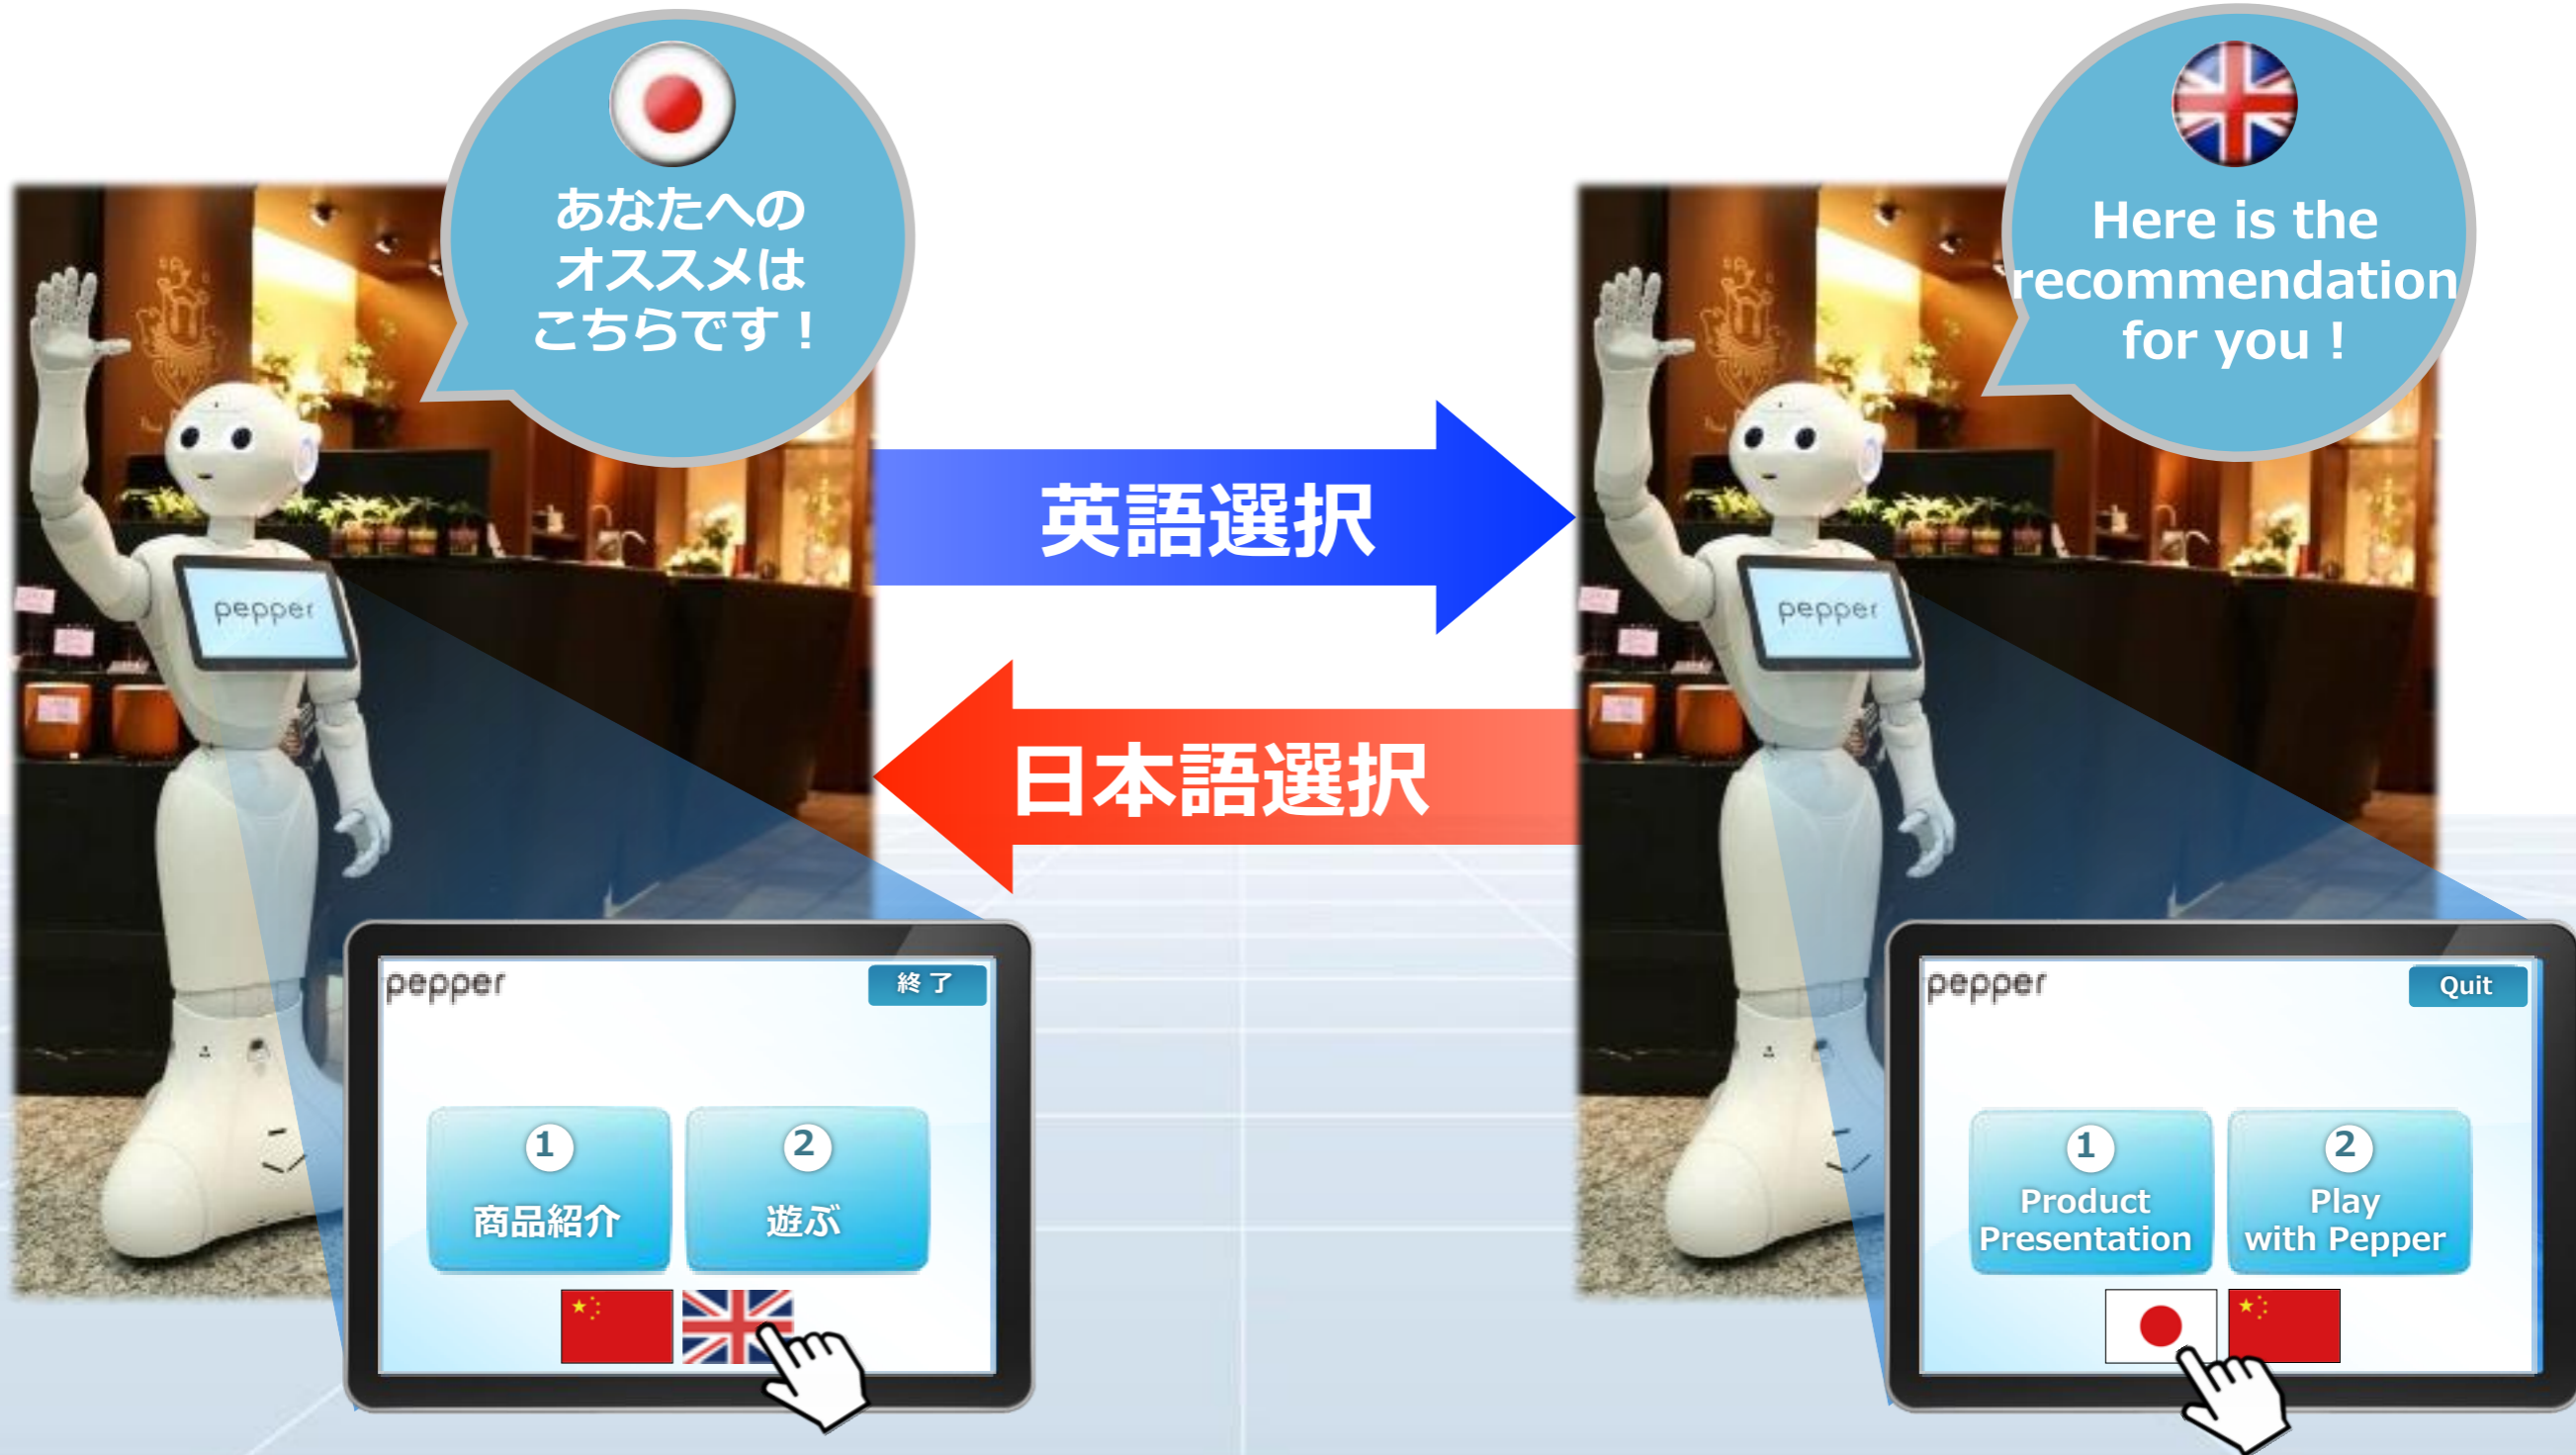 あなたへの
オススメは
こちらです！
Here is the
recommendation
for you！
英語選択
日本語選択
pepper
pepper
pepper
終了
1
商品紹介
2
遊ぶ
pepper
Quit
1
Product
Presentation
2
Play
with Pepper